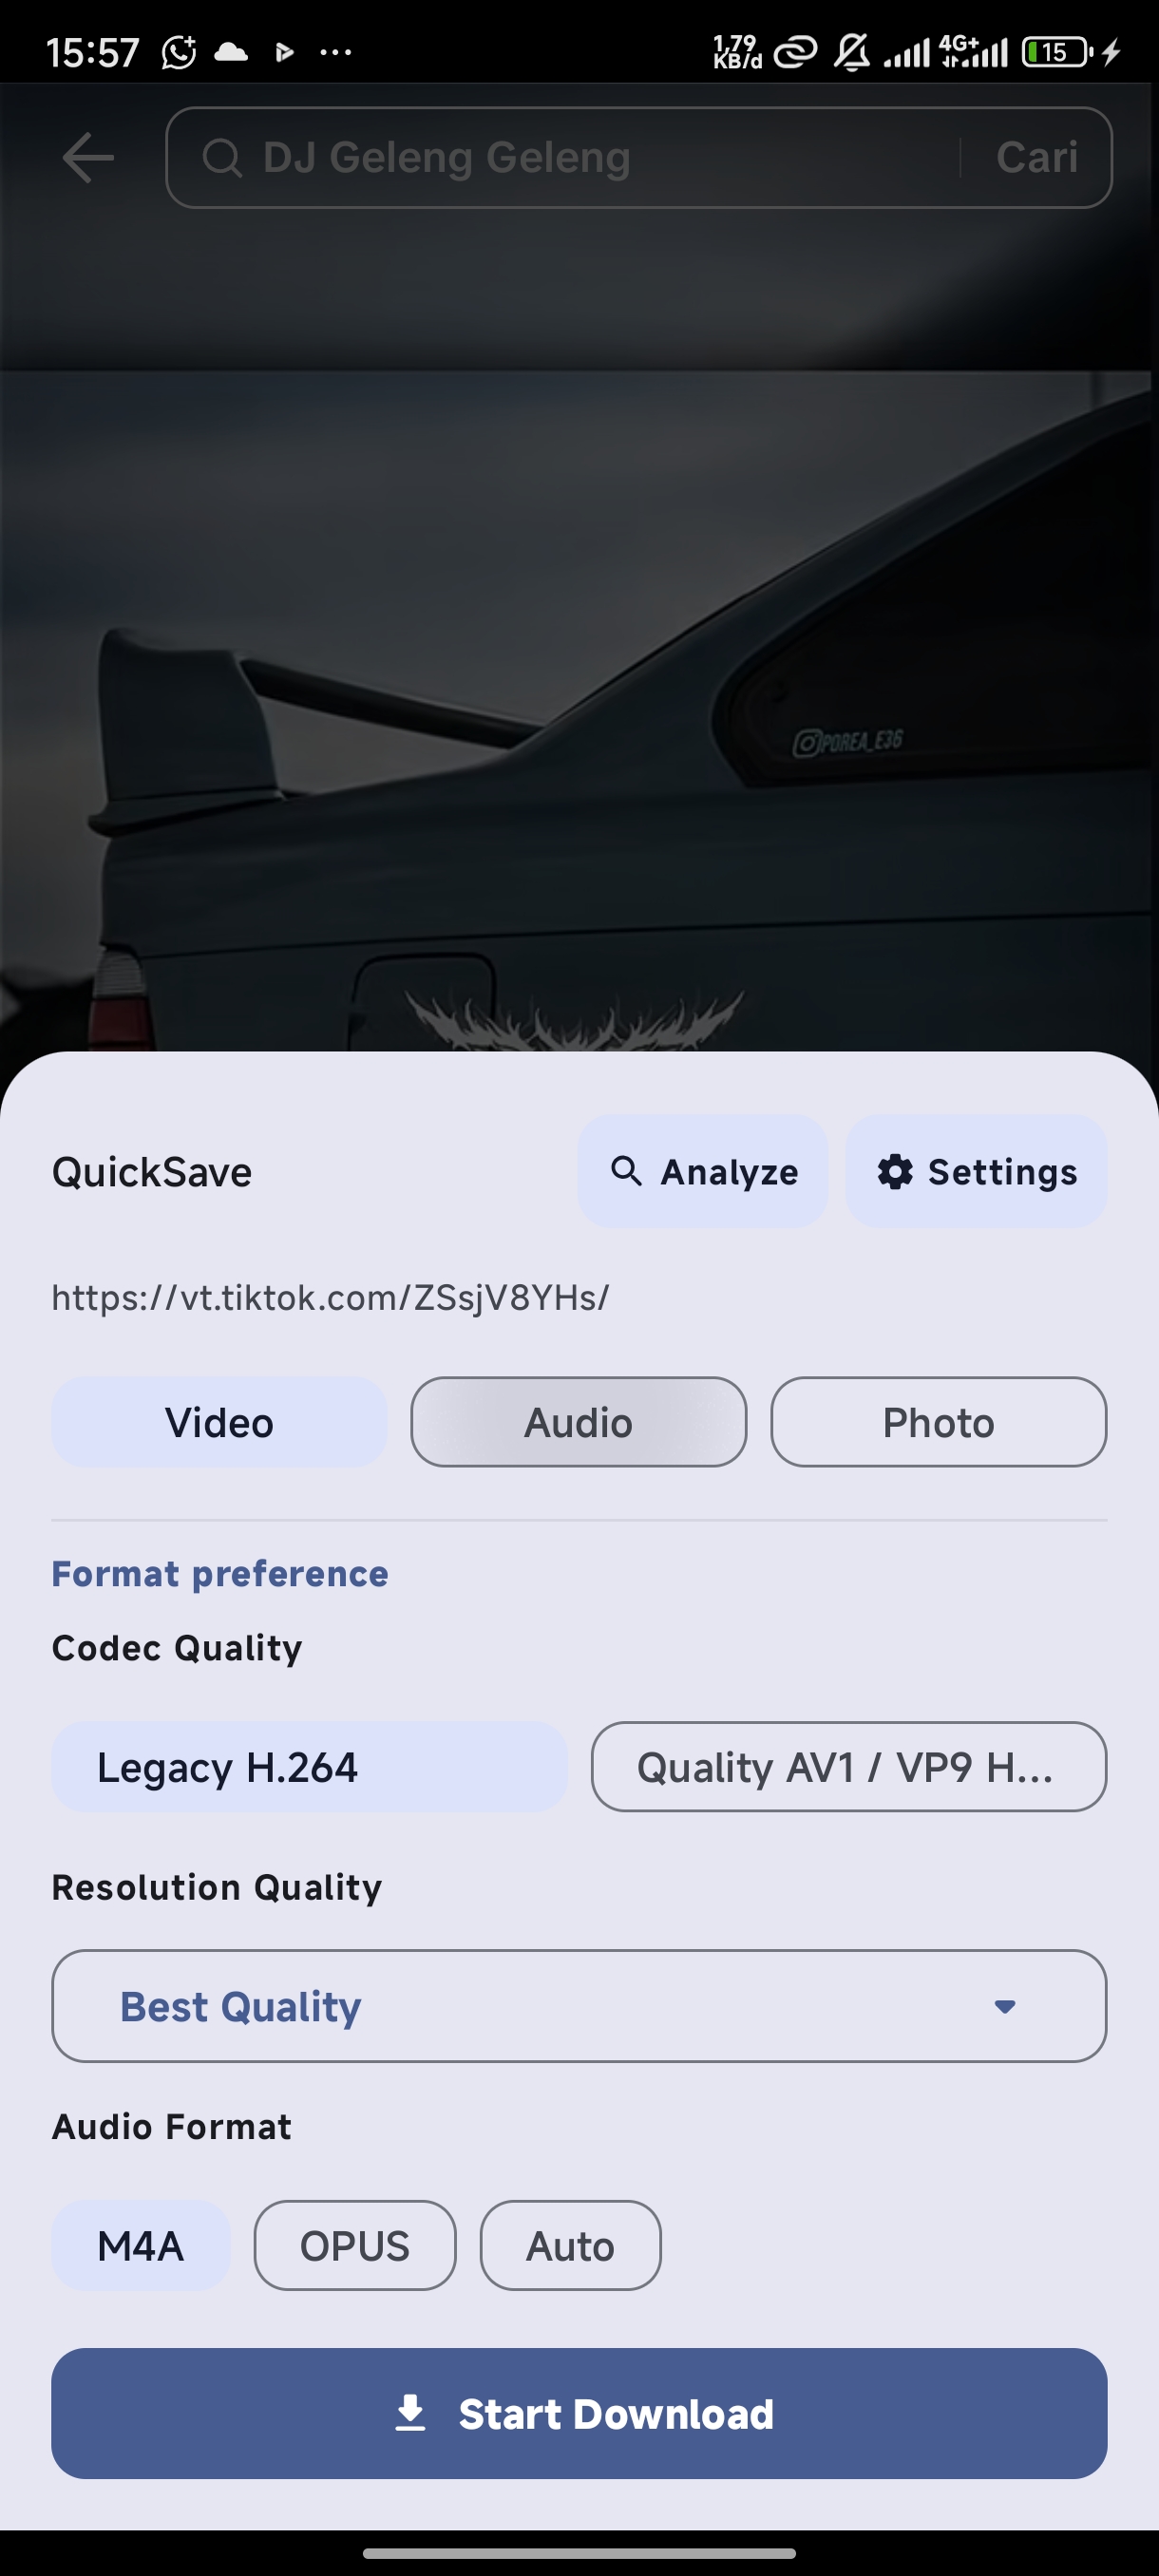 15:57
1,79
KB/d
4G+
15
DJ Geleng Geleng
Cari
POREA_E36
QuickSave
Analyze
Settings
https://vt.tiktok.com/ZSsjV8YHs/
Video
Audio
Photo
Format preference
Codec Quality
Legacy H.264
Quality AV1 / VP9 H...
Resolution Quality
Best Quality
Audio Format
M4A
OPUS
Auto
Start Download